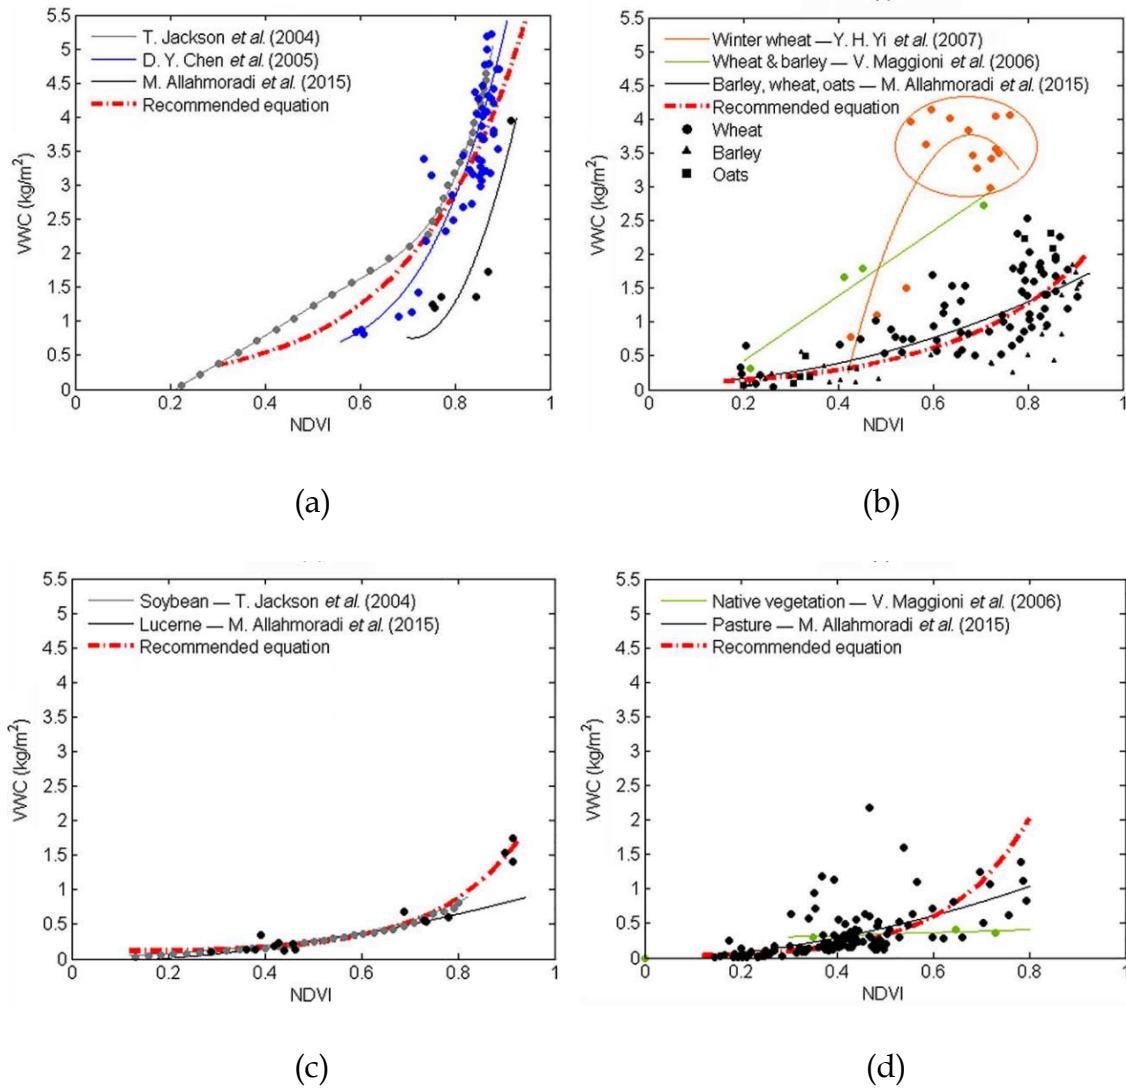 5.5
5
4.5
4
3.5
3
2.5
2
1.5
1
0.5
0
VWC (kg/m2)
T. Jackson et al. (2004)
D. Y. Chen et al. (2005)
M. Allahmoradi et al. (2015)
Recommended equation
0.2 0.4 0.6 0.8 1
NDVI
(a)
5.5
5
4.5
4
3.5
3
2.5
2
1.5
1
0.5
0
VWC (kg/m2)
Winter wheat — Y. H. Yi et al. (2007)
Wheat & barley — V. Maggioni et al. (2006)
Barley, wheat, oats — M. Allahmoradi et al. (2015)
Recommended equation
Wheat
Barley
Oats
0 0.2 0.4 0.6 0.8 1
NDVI
(b)
5.5
5
4.5
4
3.5
3
2.5
2
1.5
1
0.5
0
VWC (kg/m2)
Soybean — T. Jackson et al. (2004)
Lucerne — M. Allahmoradi et al. (2015)
Recommended equation
0 0.2 0.4 0.6 0.8 1
NDVI
(c)
5.5
5
4.5
4
3.5
3
2.5
2
1.5
1
0.5
0
VWC (kg/m2)
Native vegetation — V. Maggioni et al. (2006)
Pasture — M. Allahmoradi et al. (2015)
Recommended equation
0 0.2 0.4 0.6 0.8 1
NDVI
(d)